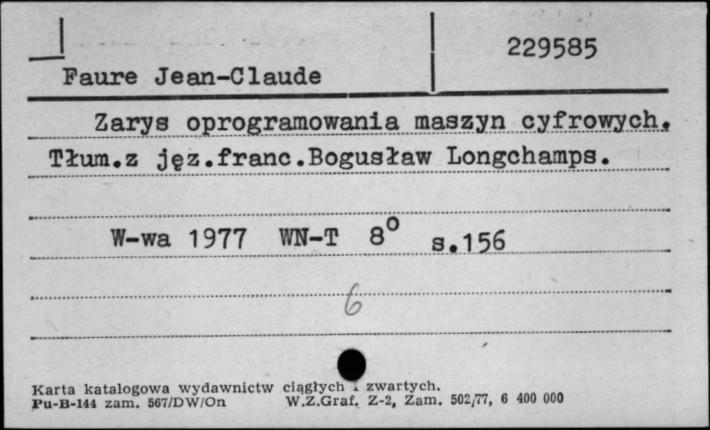 229585
Faure Jean-Claude
Zarys oprogramowania maszyn cyfrowych.
Tłum.z jęz.franc.Bogusław Longchamps.
W-wa 1977 WN-T 8° s.156
6
Karta katalogowa wydawnictw ciągłych i zwartych.
Pu-B-144 zam. 567/DW/On W.Z.Graf. Z-2, Zam. 502/77, 6 400 000